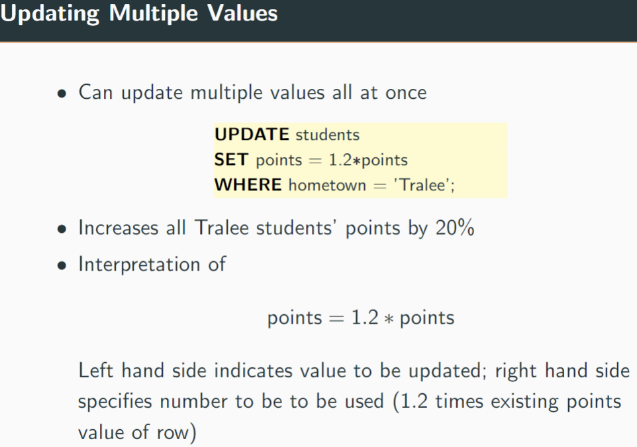 Updating Multiple Values
• Can update multiple values all at once
UPDATE students
SET points = 1.2*points
WHERE hometown = 'Tralee';
• Increases all Tralee students' points by 20%
• Interpretation of
points = 1.2 ∗ points
Left hand side indicates value to be updated; right hand side
specifies number to be to be used (1.2 times existing points
value of row)